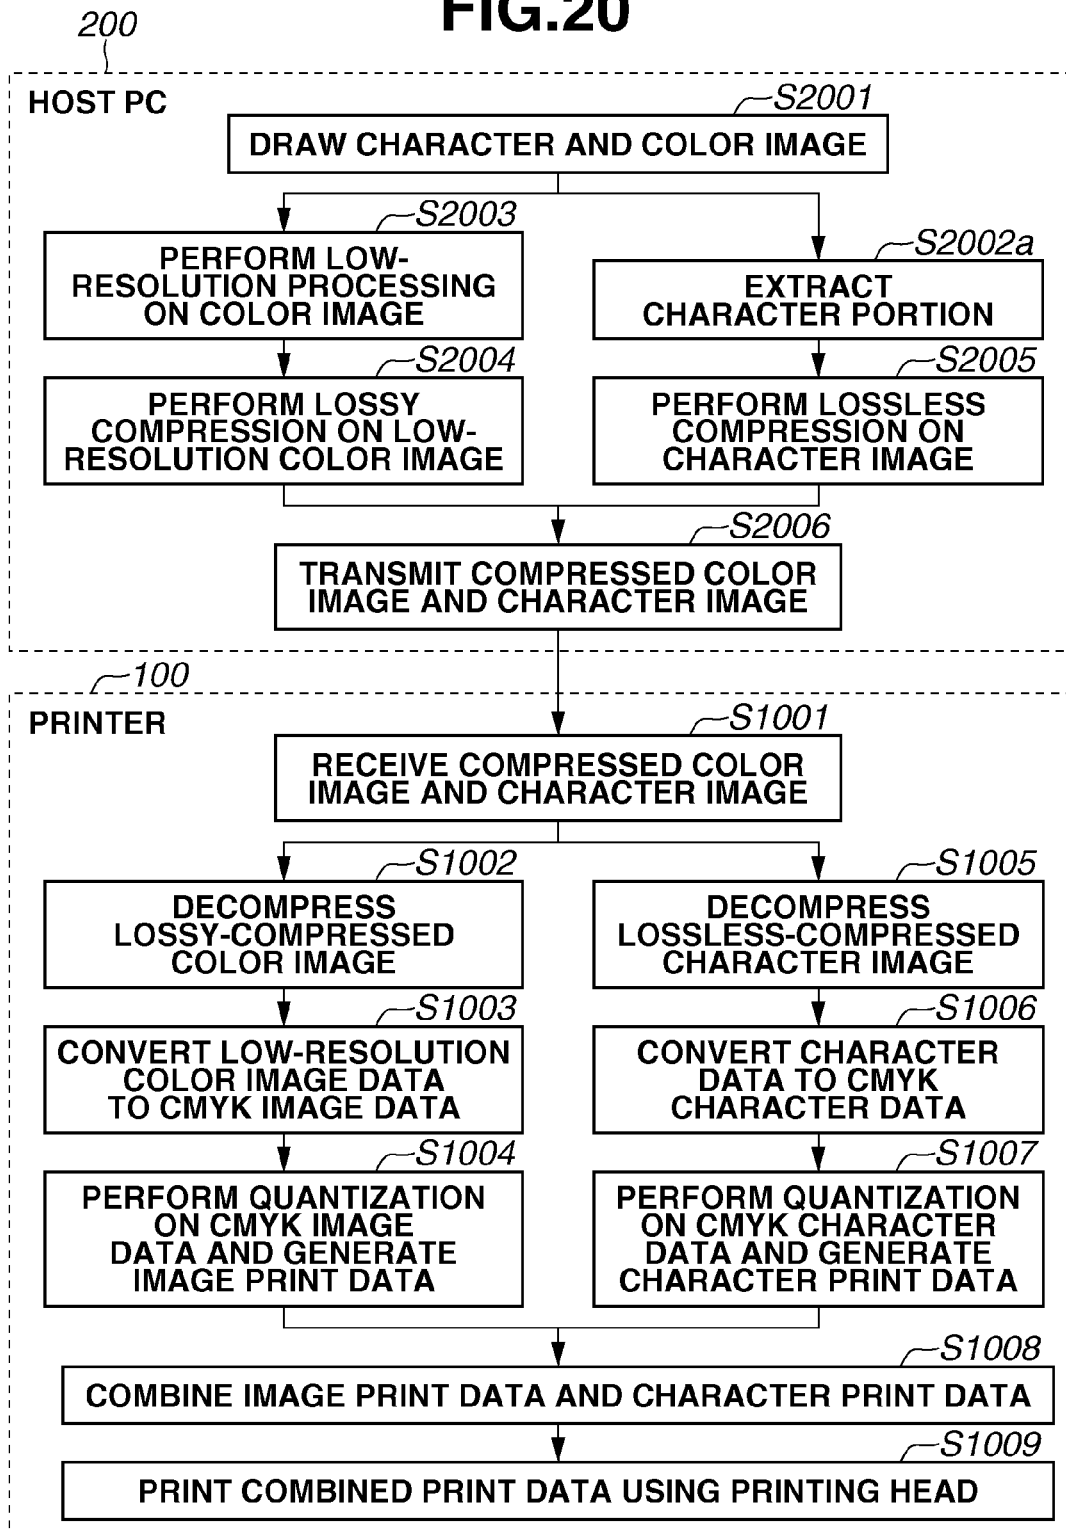 FIG.20
200
HOST PC
S2001
DRAW CHARACTER AND COLOR IMAGE
S2003
PERFORM LOW-
RESOLUTION PROCESSING
ON COLOR IMAGE
S2002a
EXTRACT
CHARACTER PORTION
S2004
PERFORM LOSSY
COMPRESSION ON LOW-
RESOLUTION COLOR IMAGE
S2005
PERFORM LOSSLESS
COMPRESSION ON
CHARACTER IMAGE
S2006
TRANSMIT COMPRESSED COLOR
IMAGE AND CHARACTER IMAGE
100
PRINTER
S1001
RECEIVE COMPRESSED COLOR
IMAGE AND CHARACTER IMAGE
S1002
DECOMPRESS
LOSSY-COMPRESSED
COLOR IMAGE
S1005
DECOMPRESS
LOSSLESS-COMPRESSED
CHARACTER IMAGE
S1003
CONVERT LOW-RESOLUTION
COLOR IMAGE DATA
TO CMYK IMAGE DATA
S1006
CONVERT CHARACTER
DATA TO CMYK
CHARACTER DATA
S1004
PERFORM QUANTIZATION
ON CMYK IMAGE
DATA AND GENERATE
IMAGE PRINT DATA
S1007
PERFORM QUANTIZATION
ON CMYK CHARACTER
DATA AND GENERATE
CHARACTER PRINT DATA
S1008
COMBINE IMAGE PRINT DATA AND CHARACTER PRINT DATA
S1009
PRINT COMBINED PRINT DATA USING PRINTING HEAD